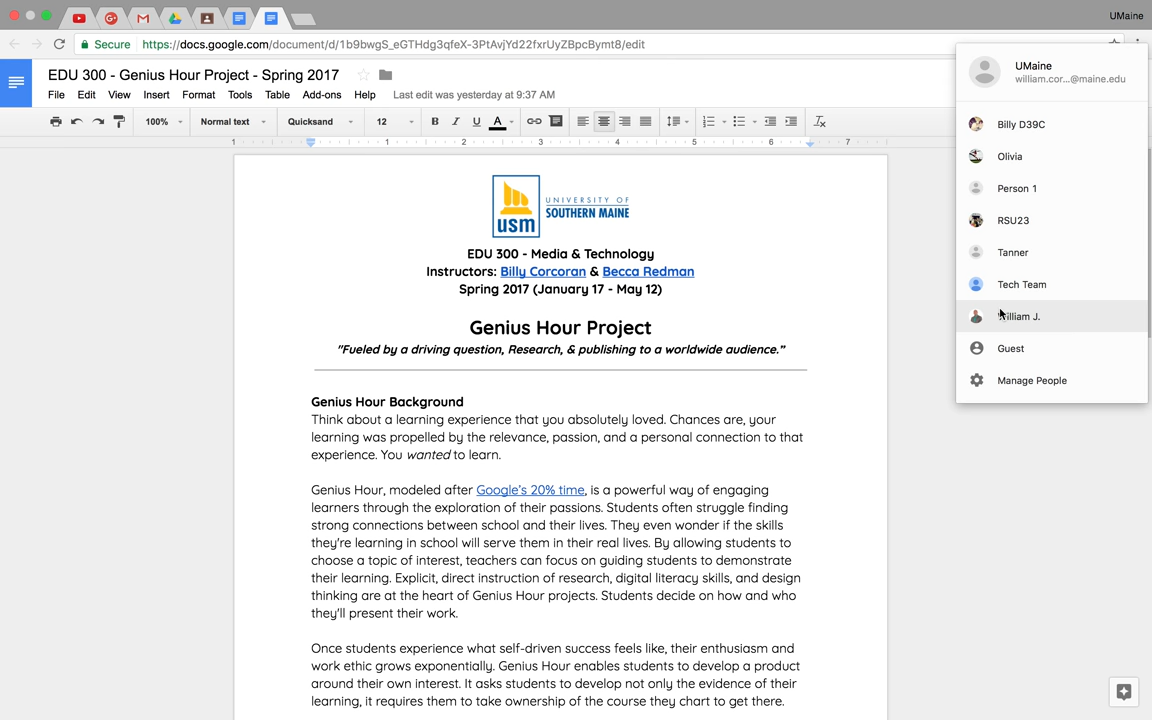 UMaine
Secure
https://docs.google.com/document/d/1b9bwgS_eGTHdg3qfeX-3PtAvjYd22fxrUyZBpcBymt8/edit
EDU 300 - Genius Hour Project - Spring 2017
File Edit View Insert Format Tools Table Add-ons Help Last edit was yesterday at 9:37 AM
100% Normal text Quicksand 12 B I U A
1 1 2 3 4 5 6 7
UMaine
william.cor...@maine.edu
Billy D39C
Olivia
Person 1
RSU23
Tanner
Tech Team
William J.
Guest
Manage People
usm
UNIVERSITY OF
SOUTHERN MAINE
EDU 300 - Media & Technology
Instructors: Billy Corcoran & Becca Redman
Spring 2017 (January 17 - May 12)
Genius Hour Project
"Fueled by a driving question, Research, & publishing to a worldwide audience."
Genius Hour Background
Think about a learning experience that you absolutely loved. Chances are, your
learning was propelled by the relevance, passion, and a personal connection to that
experience. You wanted to learn.
Genius Hour, modeled after Google's 20% time, is a powerful way of engaging
learners through the exploration of their passions. Students often struggle finding
strong connections between school and their lives. They even wonder if the skills
they're learning in school will serve them in their real lives. By allowing students to
choose a topic of interest, teachers can focus on guiding students to demonstrate
their learning. Explicit, direct instruction of research, digital literacy skills, and design
thinking are at the heart of Genius Hour projects. Students decide on how and who
they'll present their work.
Once students experience what self-driven success feels like, their enthusiasm and
work ethic grows exponentially. Genius Hour enables students to develop a product
around their own interest. It asks students to develop not only the evidence of their
learning, it requires them to take ownership of the course they chart to get there.